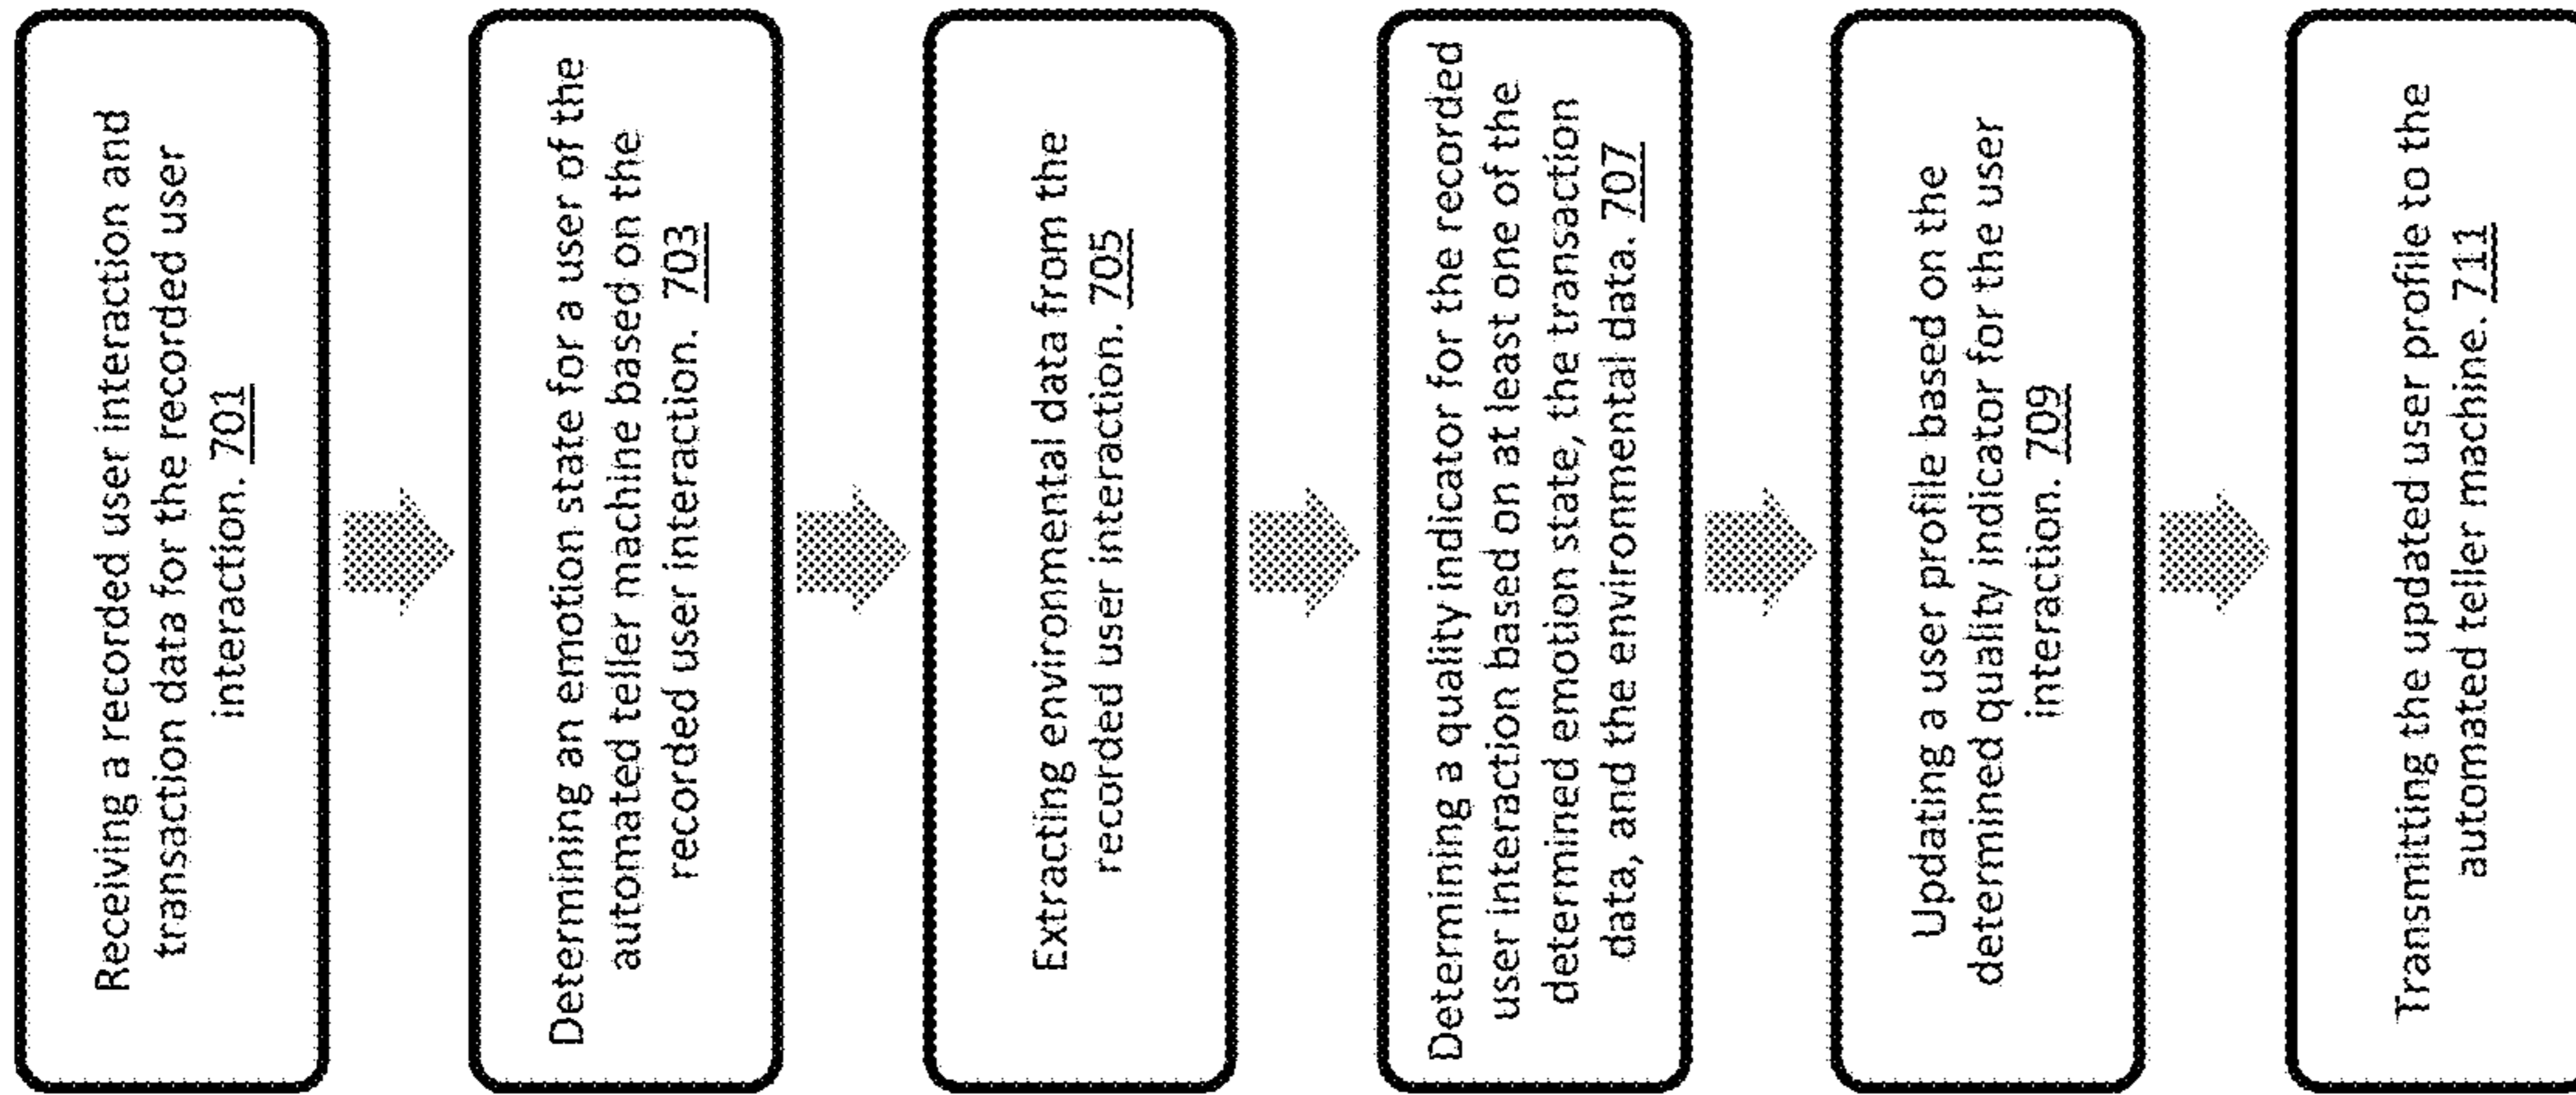 Receiving a recorded user interaction and
transaction data for the recorded user
interaction. 701
Determining an emotion state for a user of the
automated teller machine based on the
recorded user interaction. 703
Extracting environmental data from the
recorded user interaction. 705
Determining a quality indicator for the recorded
user interaction based on at least one of the
determined emotion state, the transaction
data, and the environmental data. 707
Updating a user profile based on the
determined quality indicator for the user
interaction. 709
Transmitting the updated user profile to the
automated teller machine. 711